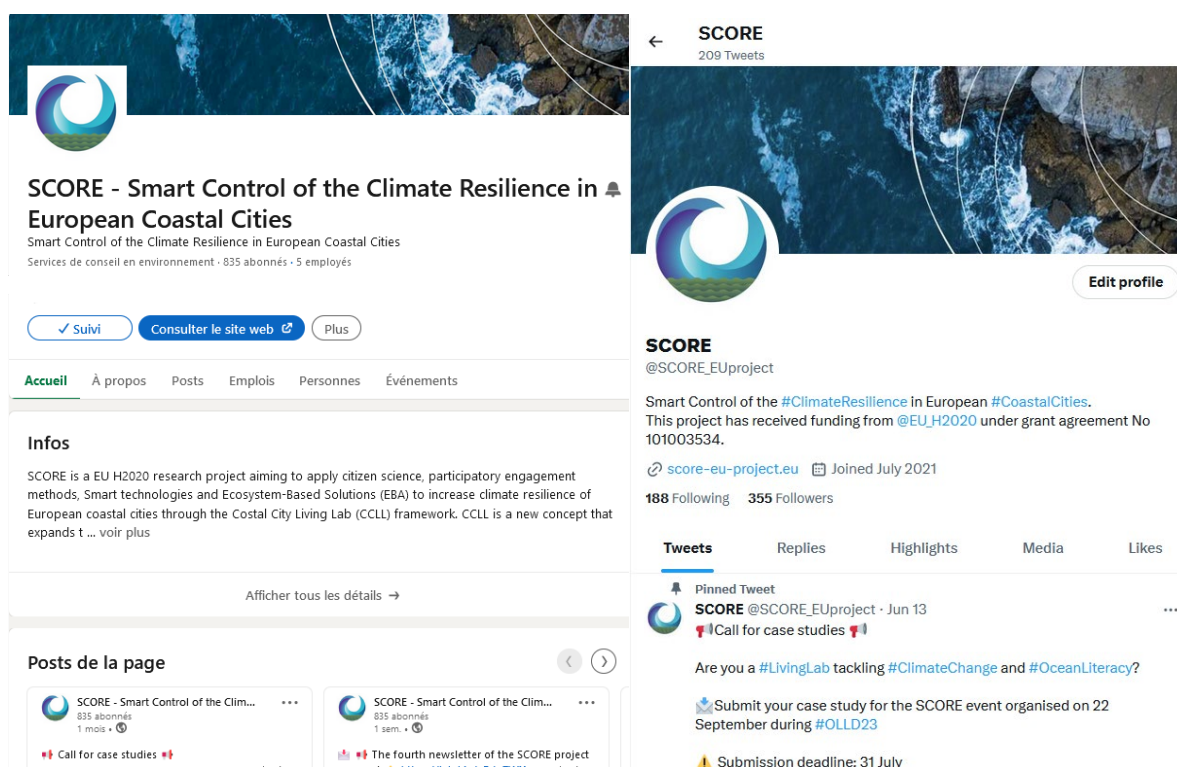 SCORE - Smart Control of the Climate Resilience in
European Coastal Cities
Smart Control of the Climate Resilience in European Coastal Cities
Services de conseil en environnement · 835 abonnés · 5 employés
✓ Suivi
Consulter le site web
Plus
Accueil
À propos
Posts
Emplois
Personnes
Événements
Infos
SCORE is a EU H2020 research project aiming to apply citizen science, participatory engagement
methods, Smart technologies and Ecosystem-Based Solutions (EBA) to increase climate resilience of
European coastal cities through the Costal City Living Lab (CCLL) framework. CCLL is a new concept that
expands t ... voir plus
Afficher tous les détails →
Posts de la page
SCORE - Smart Control of the Clim...
835 abonnés
1 mois •
Call for case studies
SCORE - Smart Control of the Clim...
835 abonnés
1 sem. •
The fourth newsletter of the SCORE project
SCORE
209 Tweets
Edit profile
SCORE
@SCORE_EUproject
Smart Control of the #ClimateResilience in European #CoastalCities.
This project has received funding from @EU_H2020 under grant agreement No
101003534.
score-eu-project.eu Joined July 2021
188 Following 355 Followers
Tweets
Replies
Highlights
Media
Likes
Pinned Tweet
SCORE @SCORE_EUproject · Jun 13
📢Call for case studies 📢
Are you a #LivingLab tackling #ClimateChange and #OceanLiteracy?
📩Submit your case study for the SCORE event organised on 22
September during #OLLD23
⚠ Submission deadline: 31 July